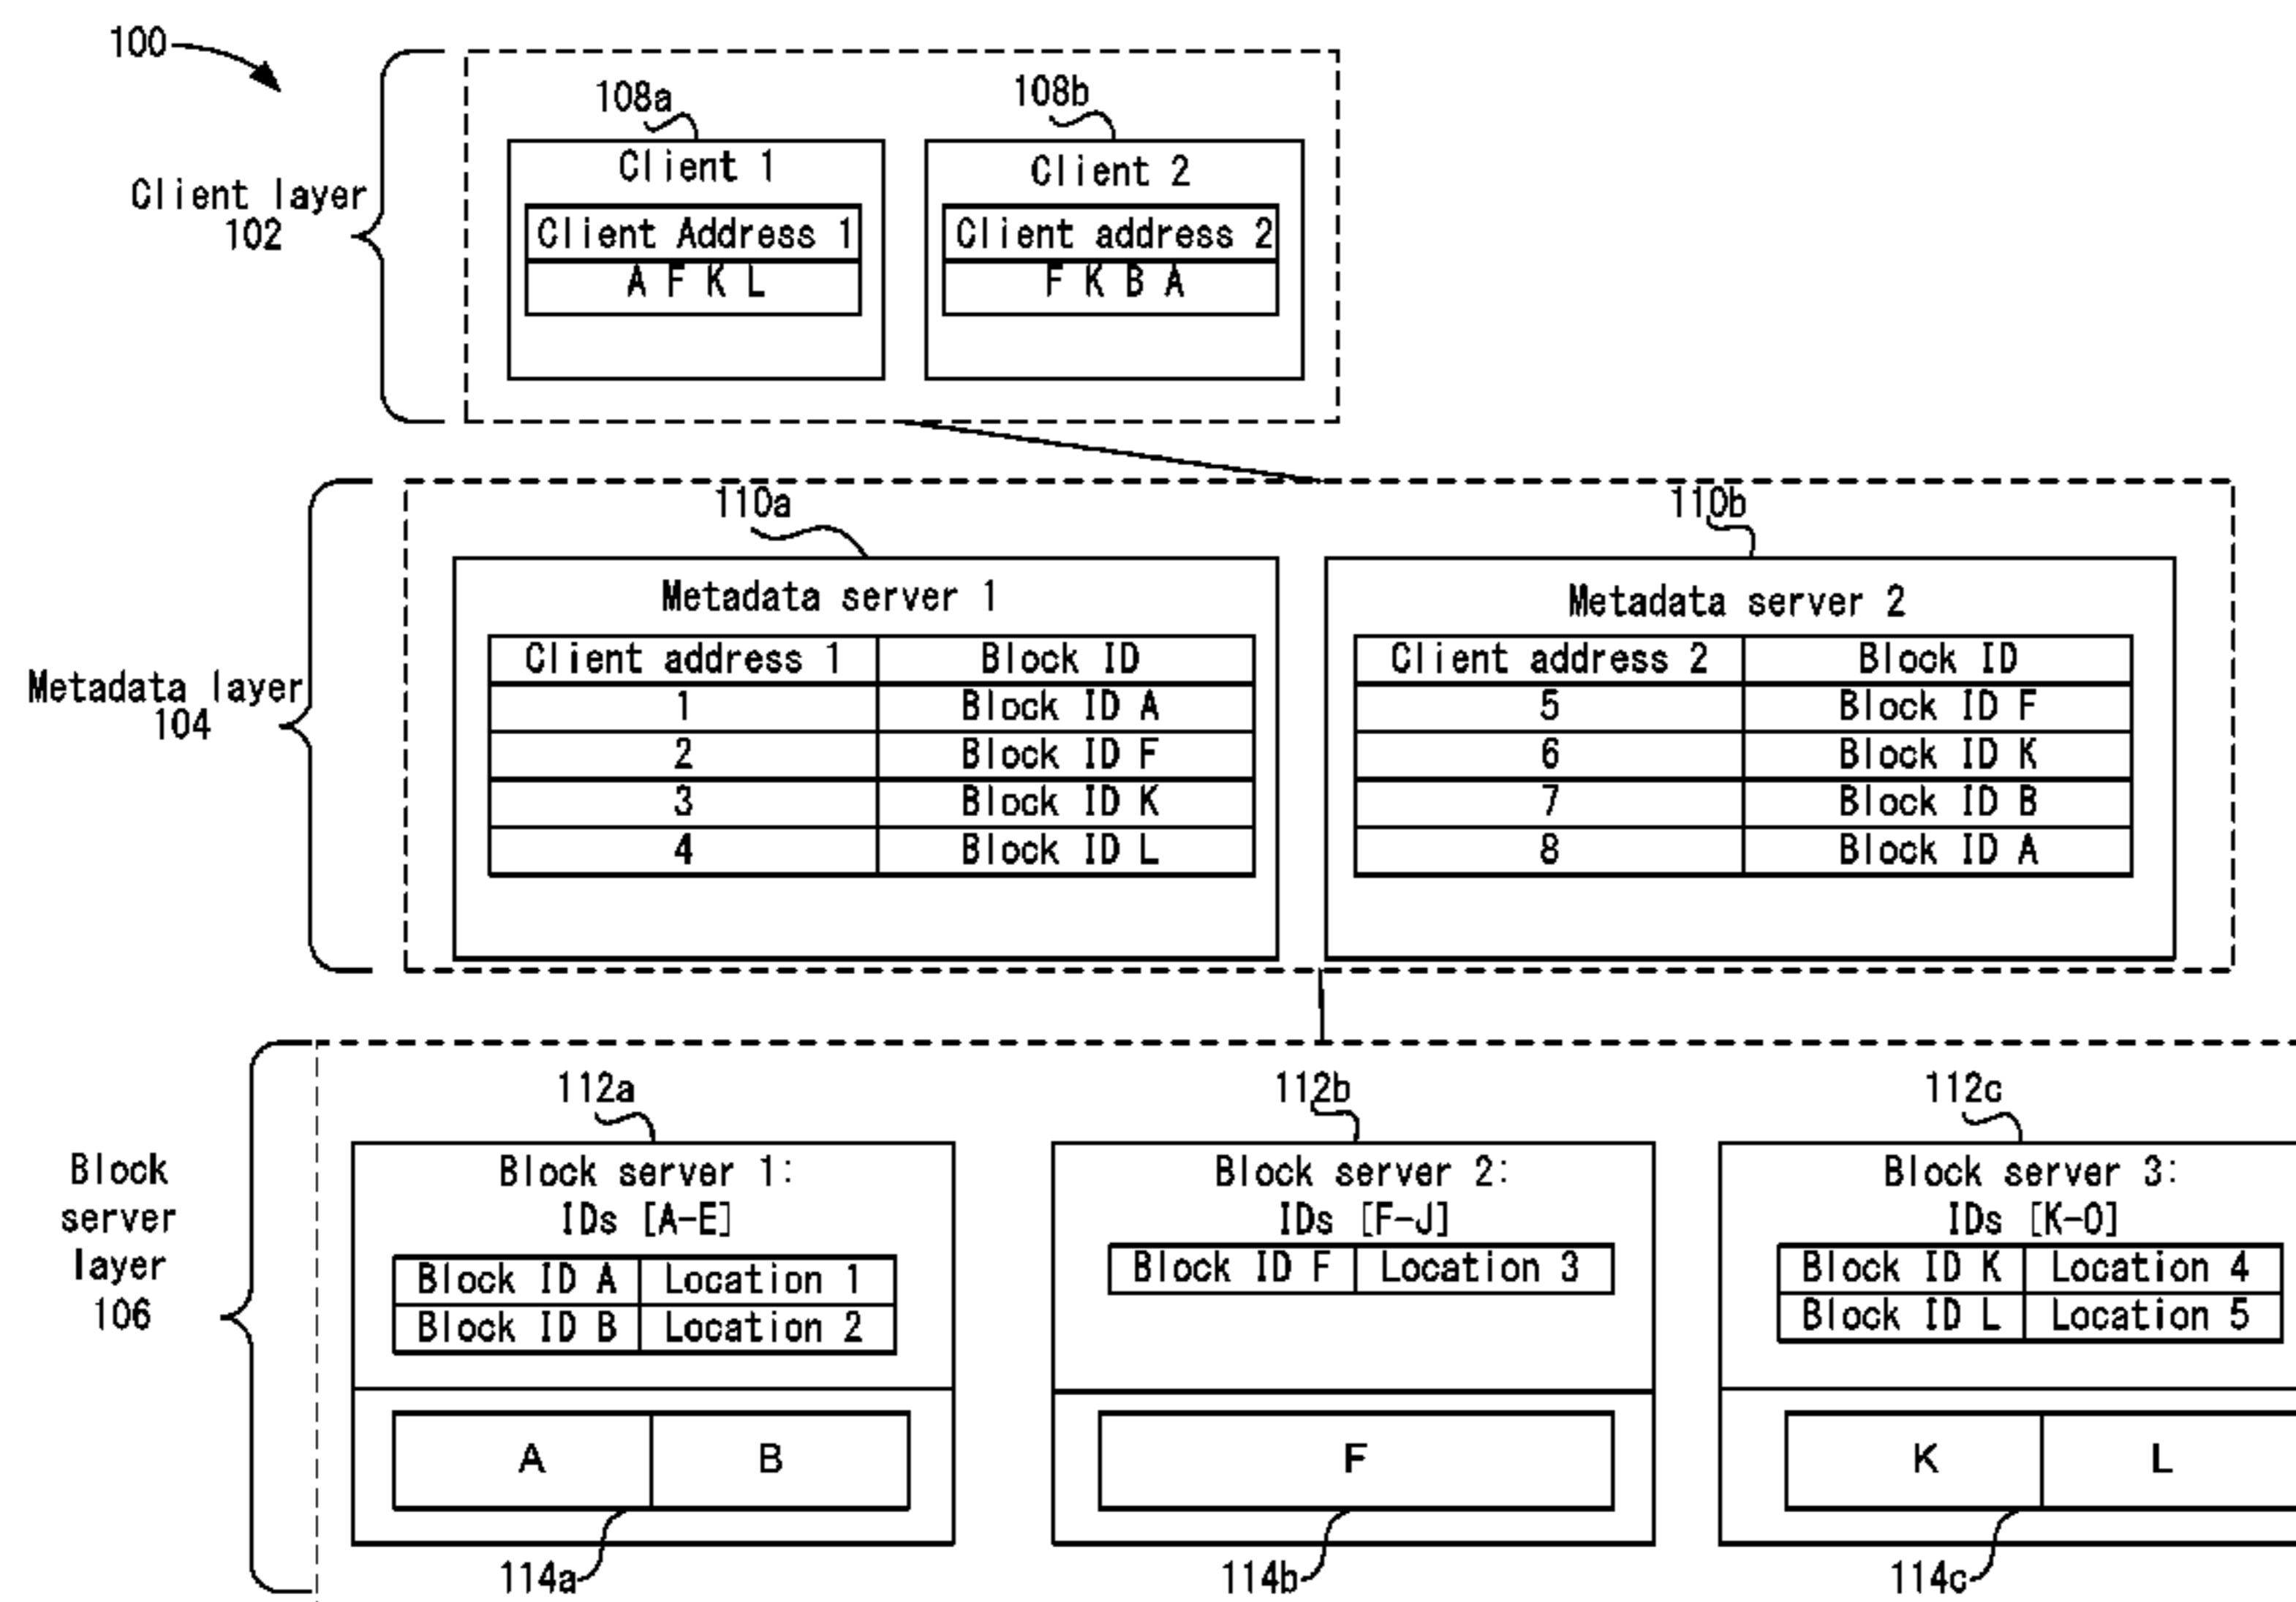 100
108a
108b
Client layer
102
Client 1
Client Address 1
A F K L
Client 2
Client address 2
F K B A
110a
110b
Metadata layer
104
Metadata server 1
Client address 1 Block ID
1 Block ID A
2 Block ID F
3 Block ID K
4 Block ID L
Metadata server 2
Client address 2 Block ID
5 Block ID F
6 Block ID K
7 Block ID B
8 Block ID A
112a
112b
112c
Block
server
layer
106
Block server 1:
IDs [A-E]
Block ID A Location 1
Block ID B Location 2
A B
114a
Block server 2:
IDs [F-J]
Block ID F Location 3
F
114b
Block server 3:
IDs [K-O]
Block ID K Location 4
Block ID L Location 5
K L
114c